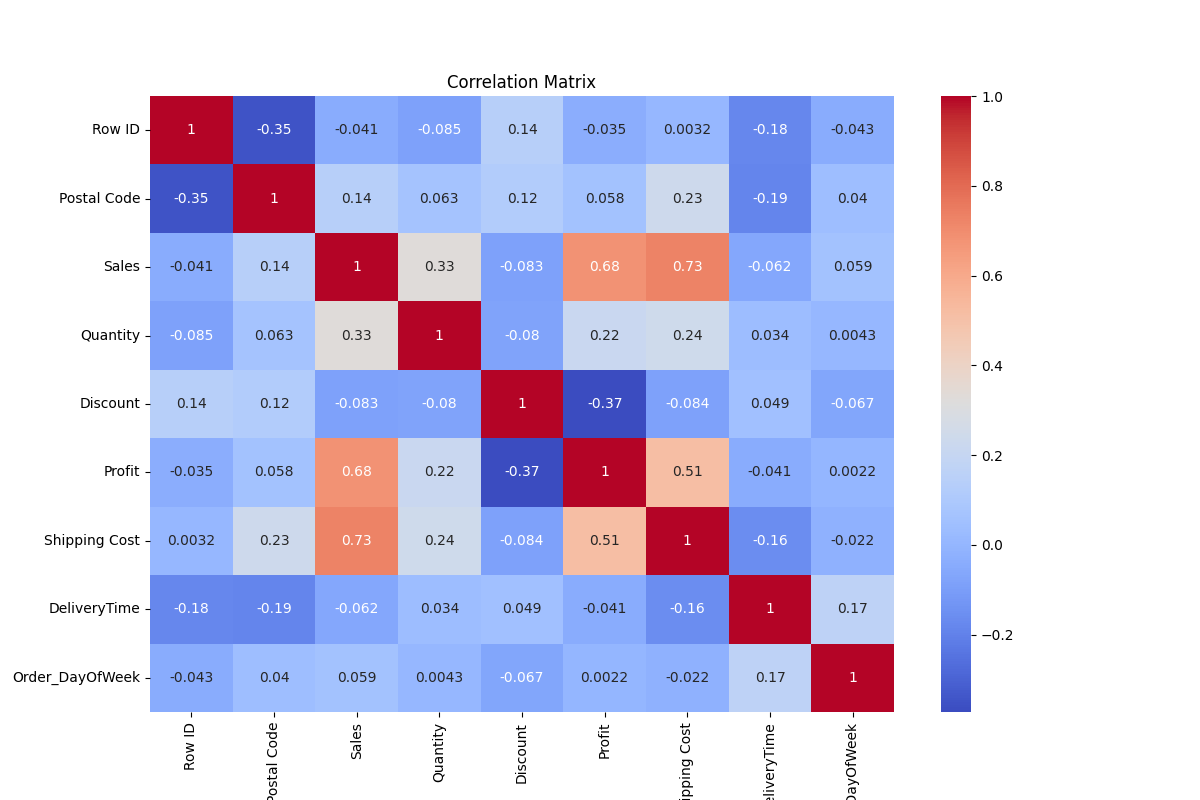 Correlation Matrix
Row ID 1 -0.35 -0.041 -0.085 0.14 -0.035 0.0032 -0.18 -0.043
Postal Code -0.35 1 0.14 0.063 0.12 0.058 0.23 -0.19 0.04
Sales -0.041 0.14 1 0.33 -0.083 0.68 0.73 -0.062 0.059
Quantity -0.085 0.063 0.33 1 -0.08 0.22 0.24 0.034 0.0043
Discount 0.14 0.12 -0.083 -0.08 1 -0.37 -0.084 0.049 -0.067
Profit -0.035 0.058 0.68 0.22 -0.37 1 0.51 -0.041 0.0022
Shipping Cost 0.0032 0.23 0.73 0.24 -0.084 0.51 1 -0.16 -0.022
DeliveryTime -0.18 -0.19 -0.062 0.034 0.049 -0.041 -0.16 1 0.17
Order_DayOfWeek -0.043 0.04 0.059 0.0043 -0.067 0.0022 -0.022 0.17 1
Row ID
Postal Code
Sales
Quantity
Discount
Profit
ipping Cost
eliveryTime
DayOfWeek
1.0
0.8
0.6
0.4
0.2
0.0
−0.2